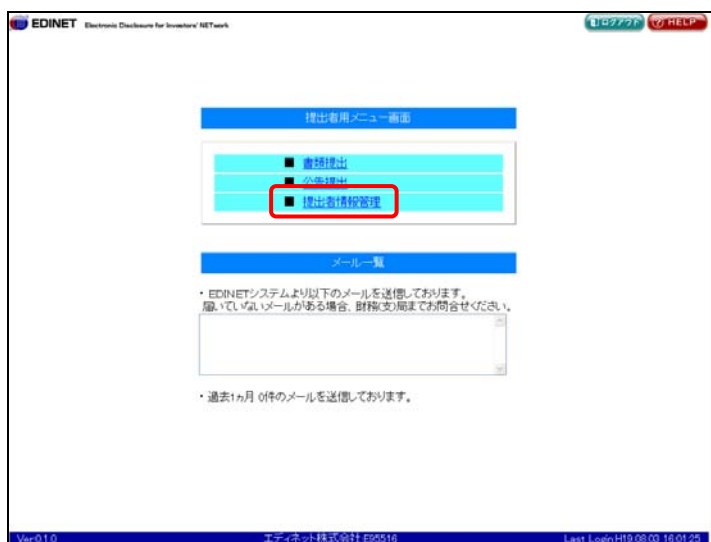 EDINET Electronic Disclosure for Investors' NETwork
ログアウト HELP
提出者用メニュー画面
■ 書類提出
■ 公告提出
■ 提出者情報管理
メール一覧
・EDINETシステムより以下のメールを送信しております。
届いていないメールがある場合、財務(支)局までお問合せください。
・過去1ヵ月 0件のメールを送信しております。
Ver.0.1.0 エディネット株式会社:E95516 Last Login:H19.08.03 16:01:25